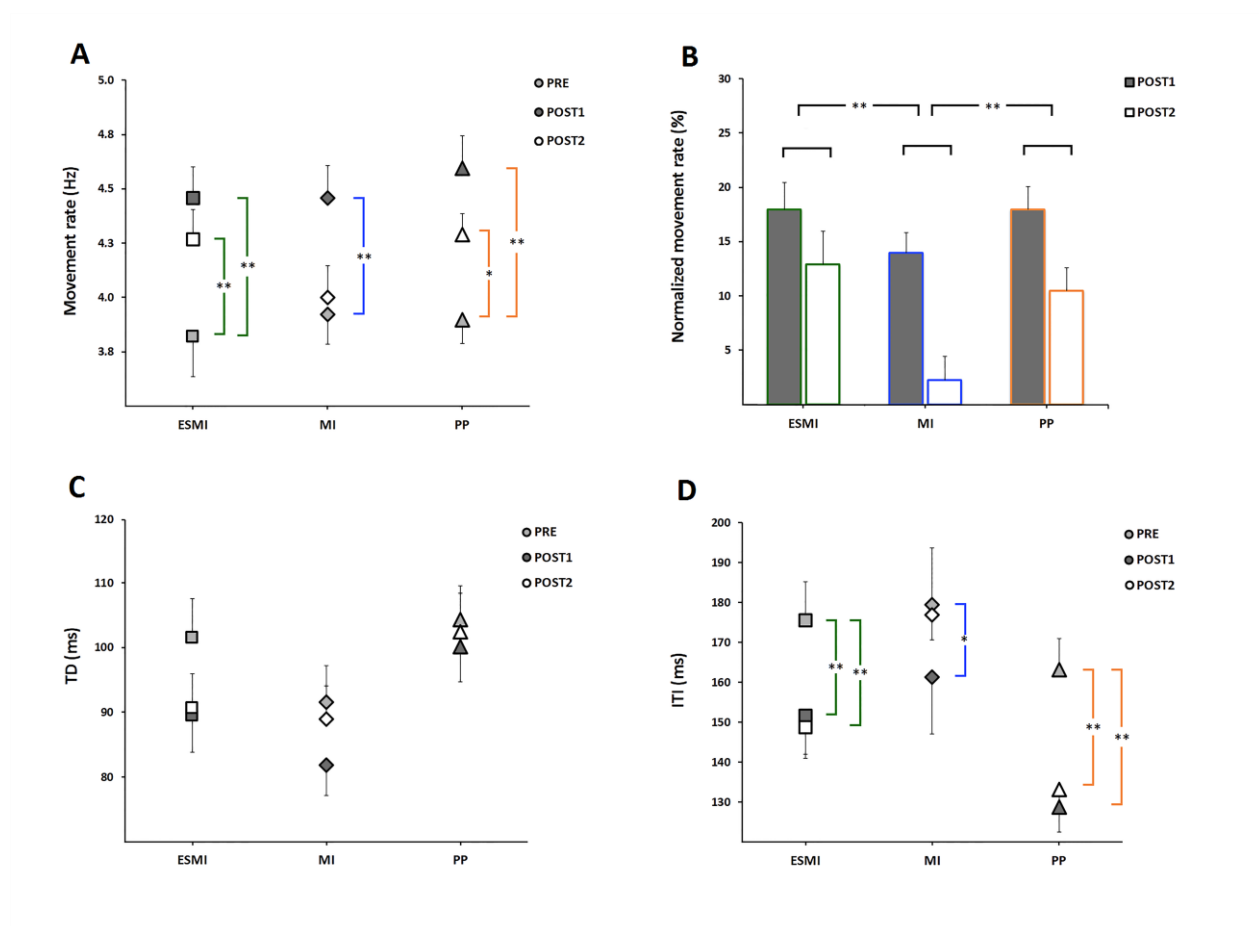 A
5.0
4.8
4.5
4.3
4.0
3.8
Movement rate (Hz)
PRE
POST1
POST2
**
**
**
*
**
ESMI MI PP
B
30
25
20
15
10
5
Normalized movement rate (%)
POST1
POST2
** **
ESMI MI PP
C
120
110
100
90
80
TD (ms)
PRE
POST1
POST2
ESMI MI PP
D
200
190
180
170
160
150
140
130
ITI (ms)
PRE
POST1
POST2
**
**
*
**
**
ESMI MI PP